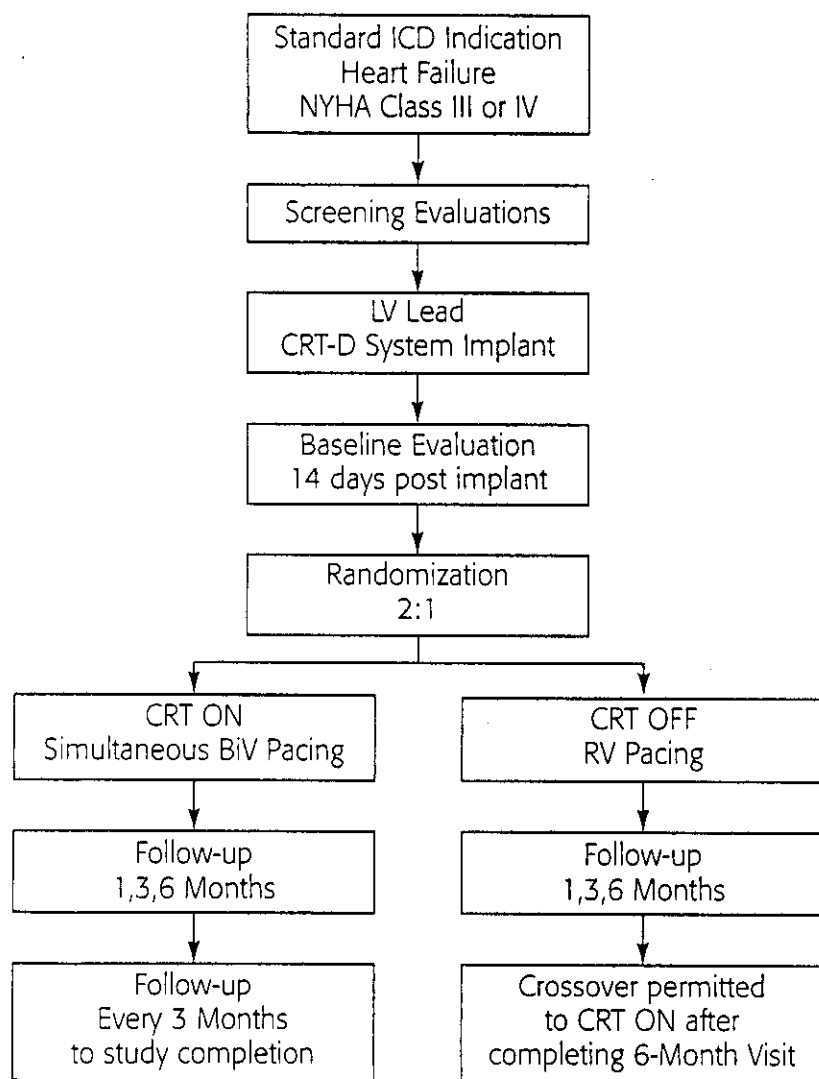 Standard ICD Indication
Heart Failure
NYHA Class III or IV
Screening Evaluations
LV Lead
CRT-D System Implant
Baseline Evaluation
14 days post implant
Randomization
2:1
CRT ON
Simultaneous BiV Pacing
CRT OFF
RV Pacing
Follow-up
1,3,6 Months
Follow-up
1,3,6 Months
Follow-up
Every 3 Months
to study completion
Crossover permitted
to CRT ON after
completing 6-Month Visit